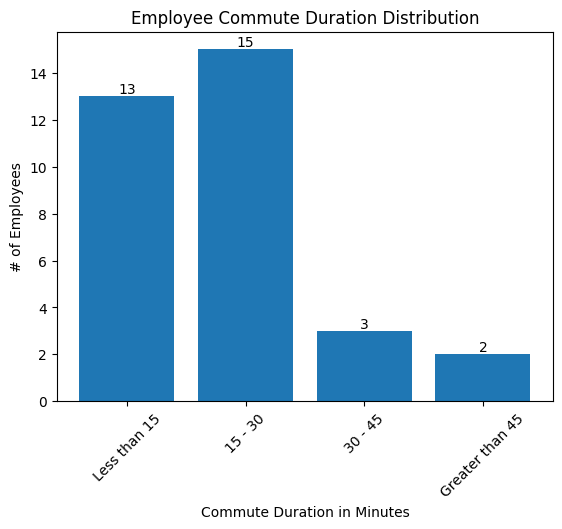 Employee Commute Duration Distribution
# of Employees
14
12
10
8
6
4
2
0
13
15
3
2
Less than 15
15 - 30
30 - 45
Greater than 45
Commute Duration in Minutes